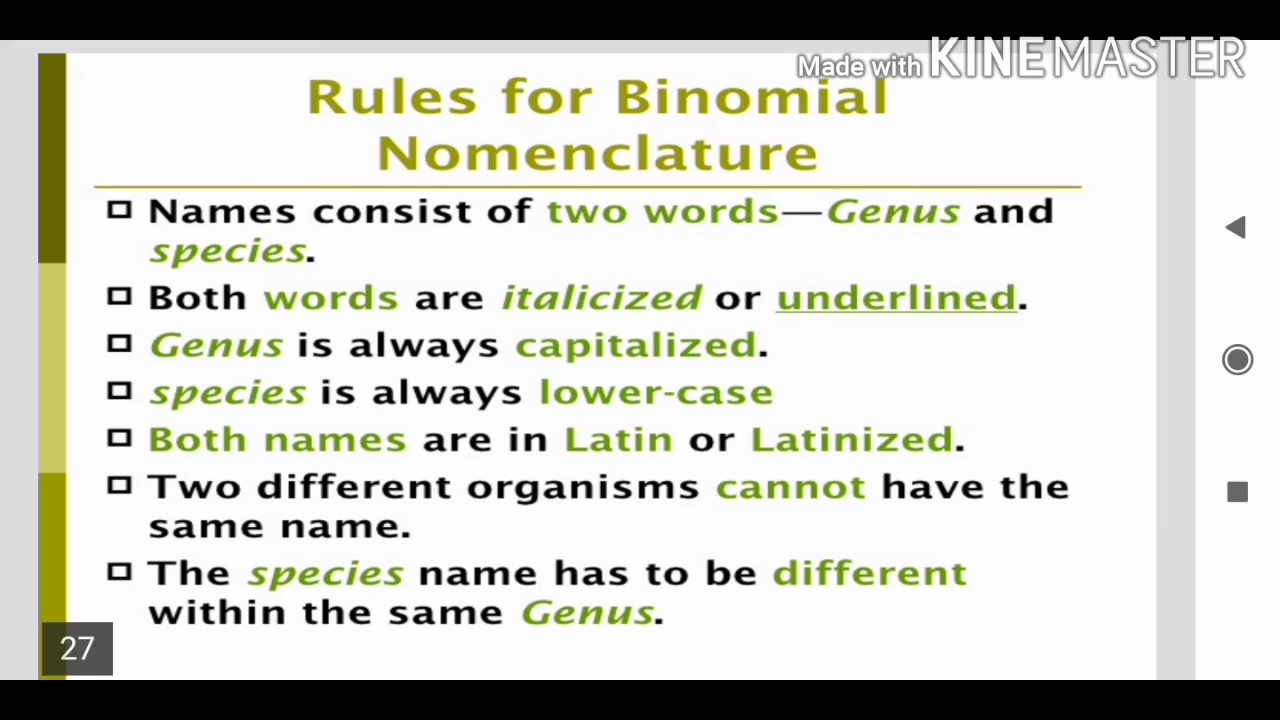 Made with KINEMASTER
Rules for Binomial
Nomenclature
Names consist of two words—Genus and
species.
Both words are italicized or underlined.
Genus is always capitalized.
species is always lower-case
Both names are in Latin or Latinized.
Two different organisms cannot have the
same name.
The species name has to be different
within the same Genus.
27